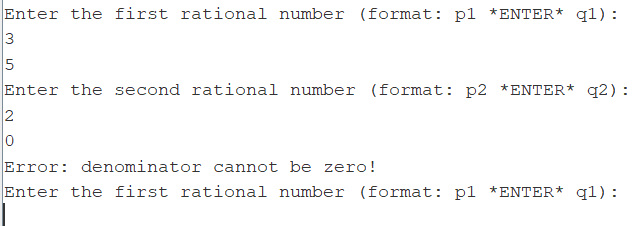 Enter the first rational number (format: p1 *ENTER* q1):
3
5
Enter the second rational number (format: p2 *ENTER* q2):
2
0
Error: denominator cannot be zero!
Enter the first rational number (format: p1 *ENTER* q1):